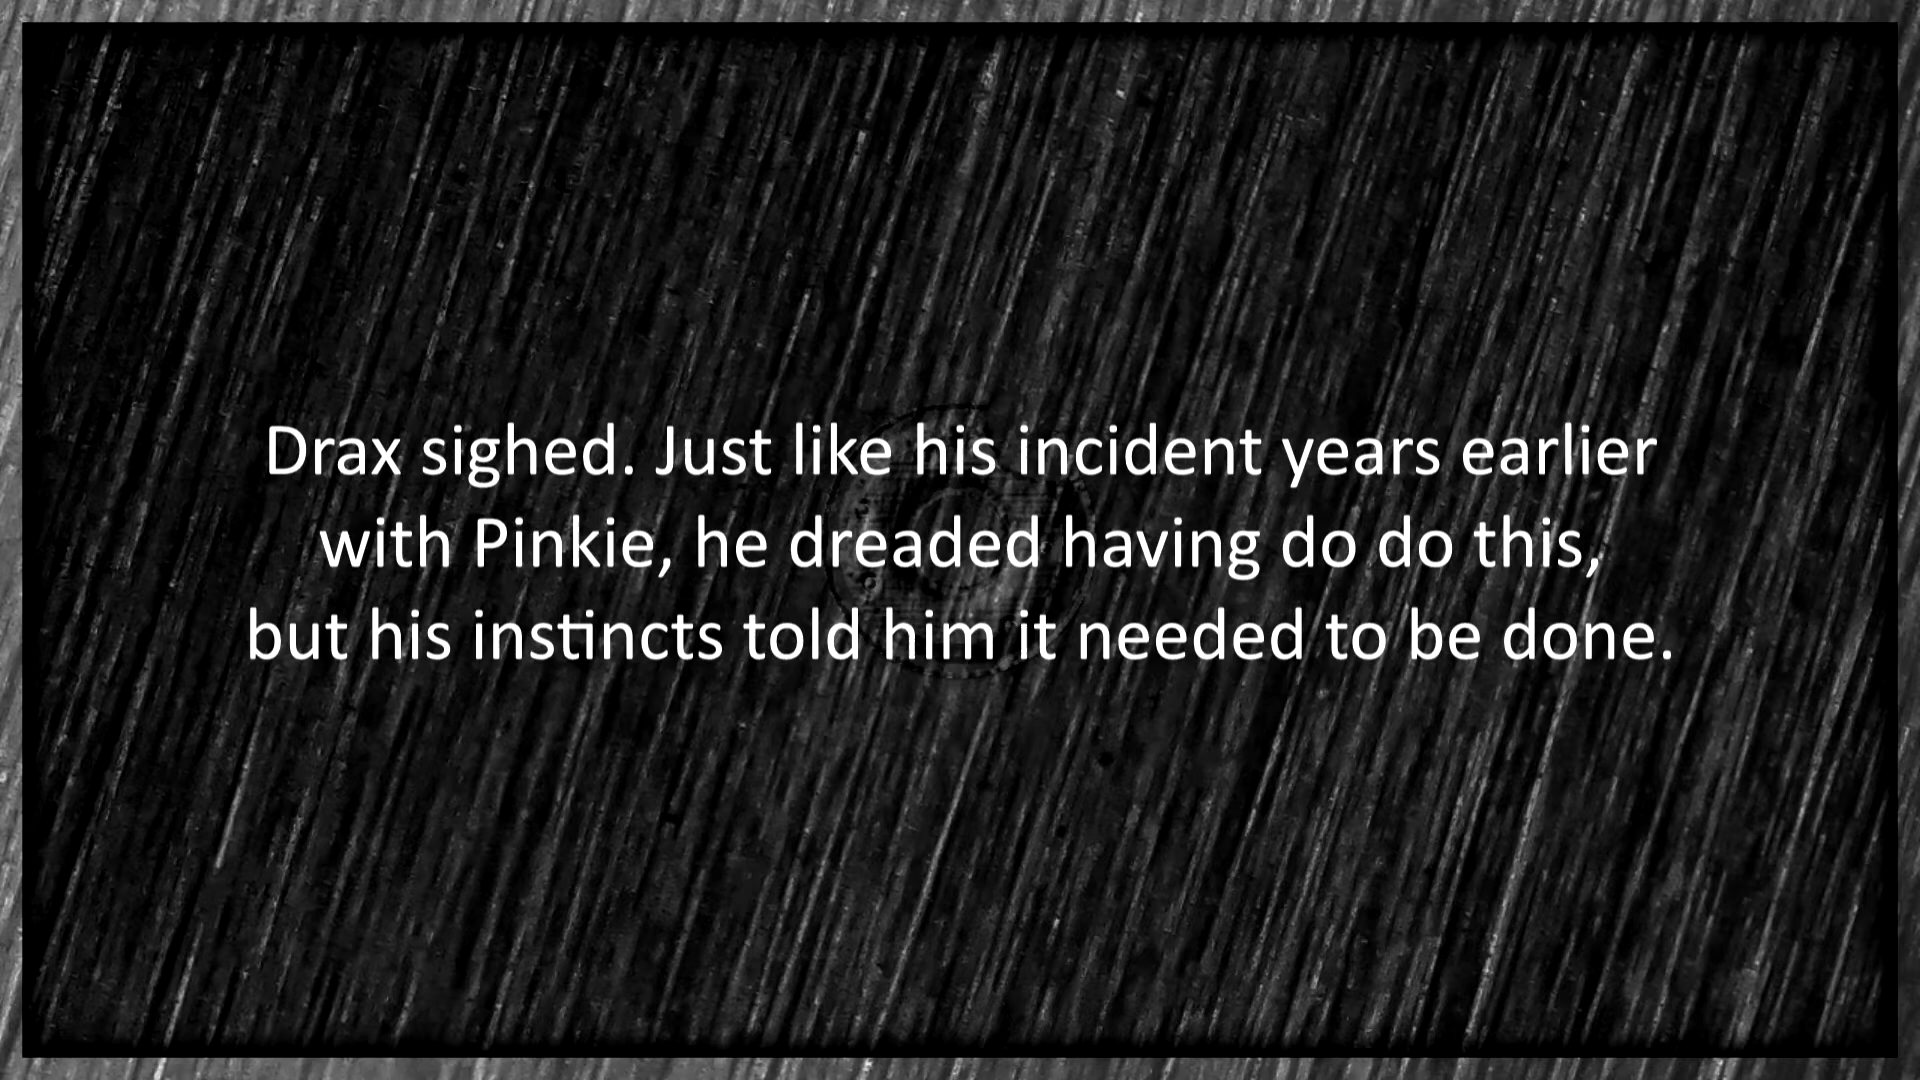 Drax sighed. Just like his incident years earlier
with Pinkie, he dreaded having do do this,
but his instincts told him it needed to be done.